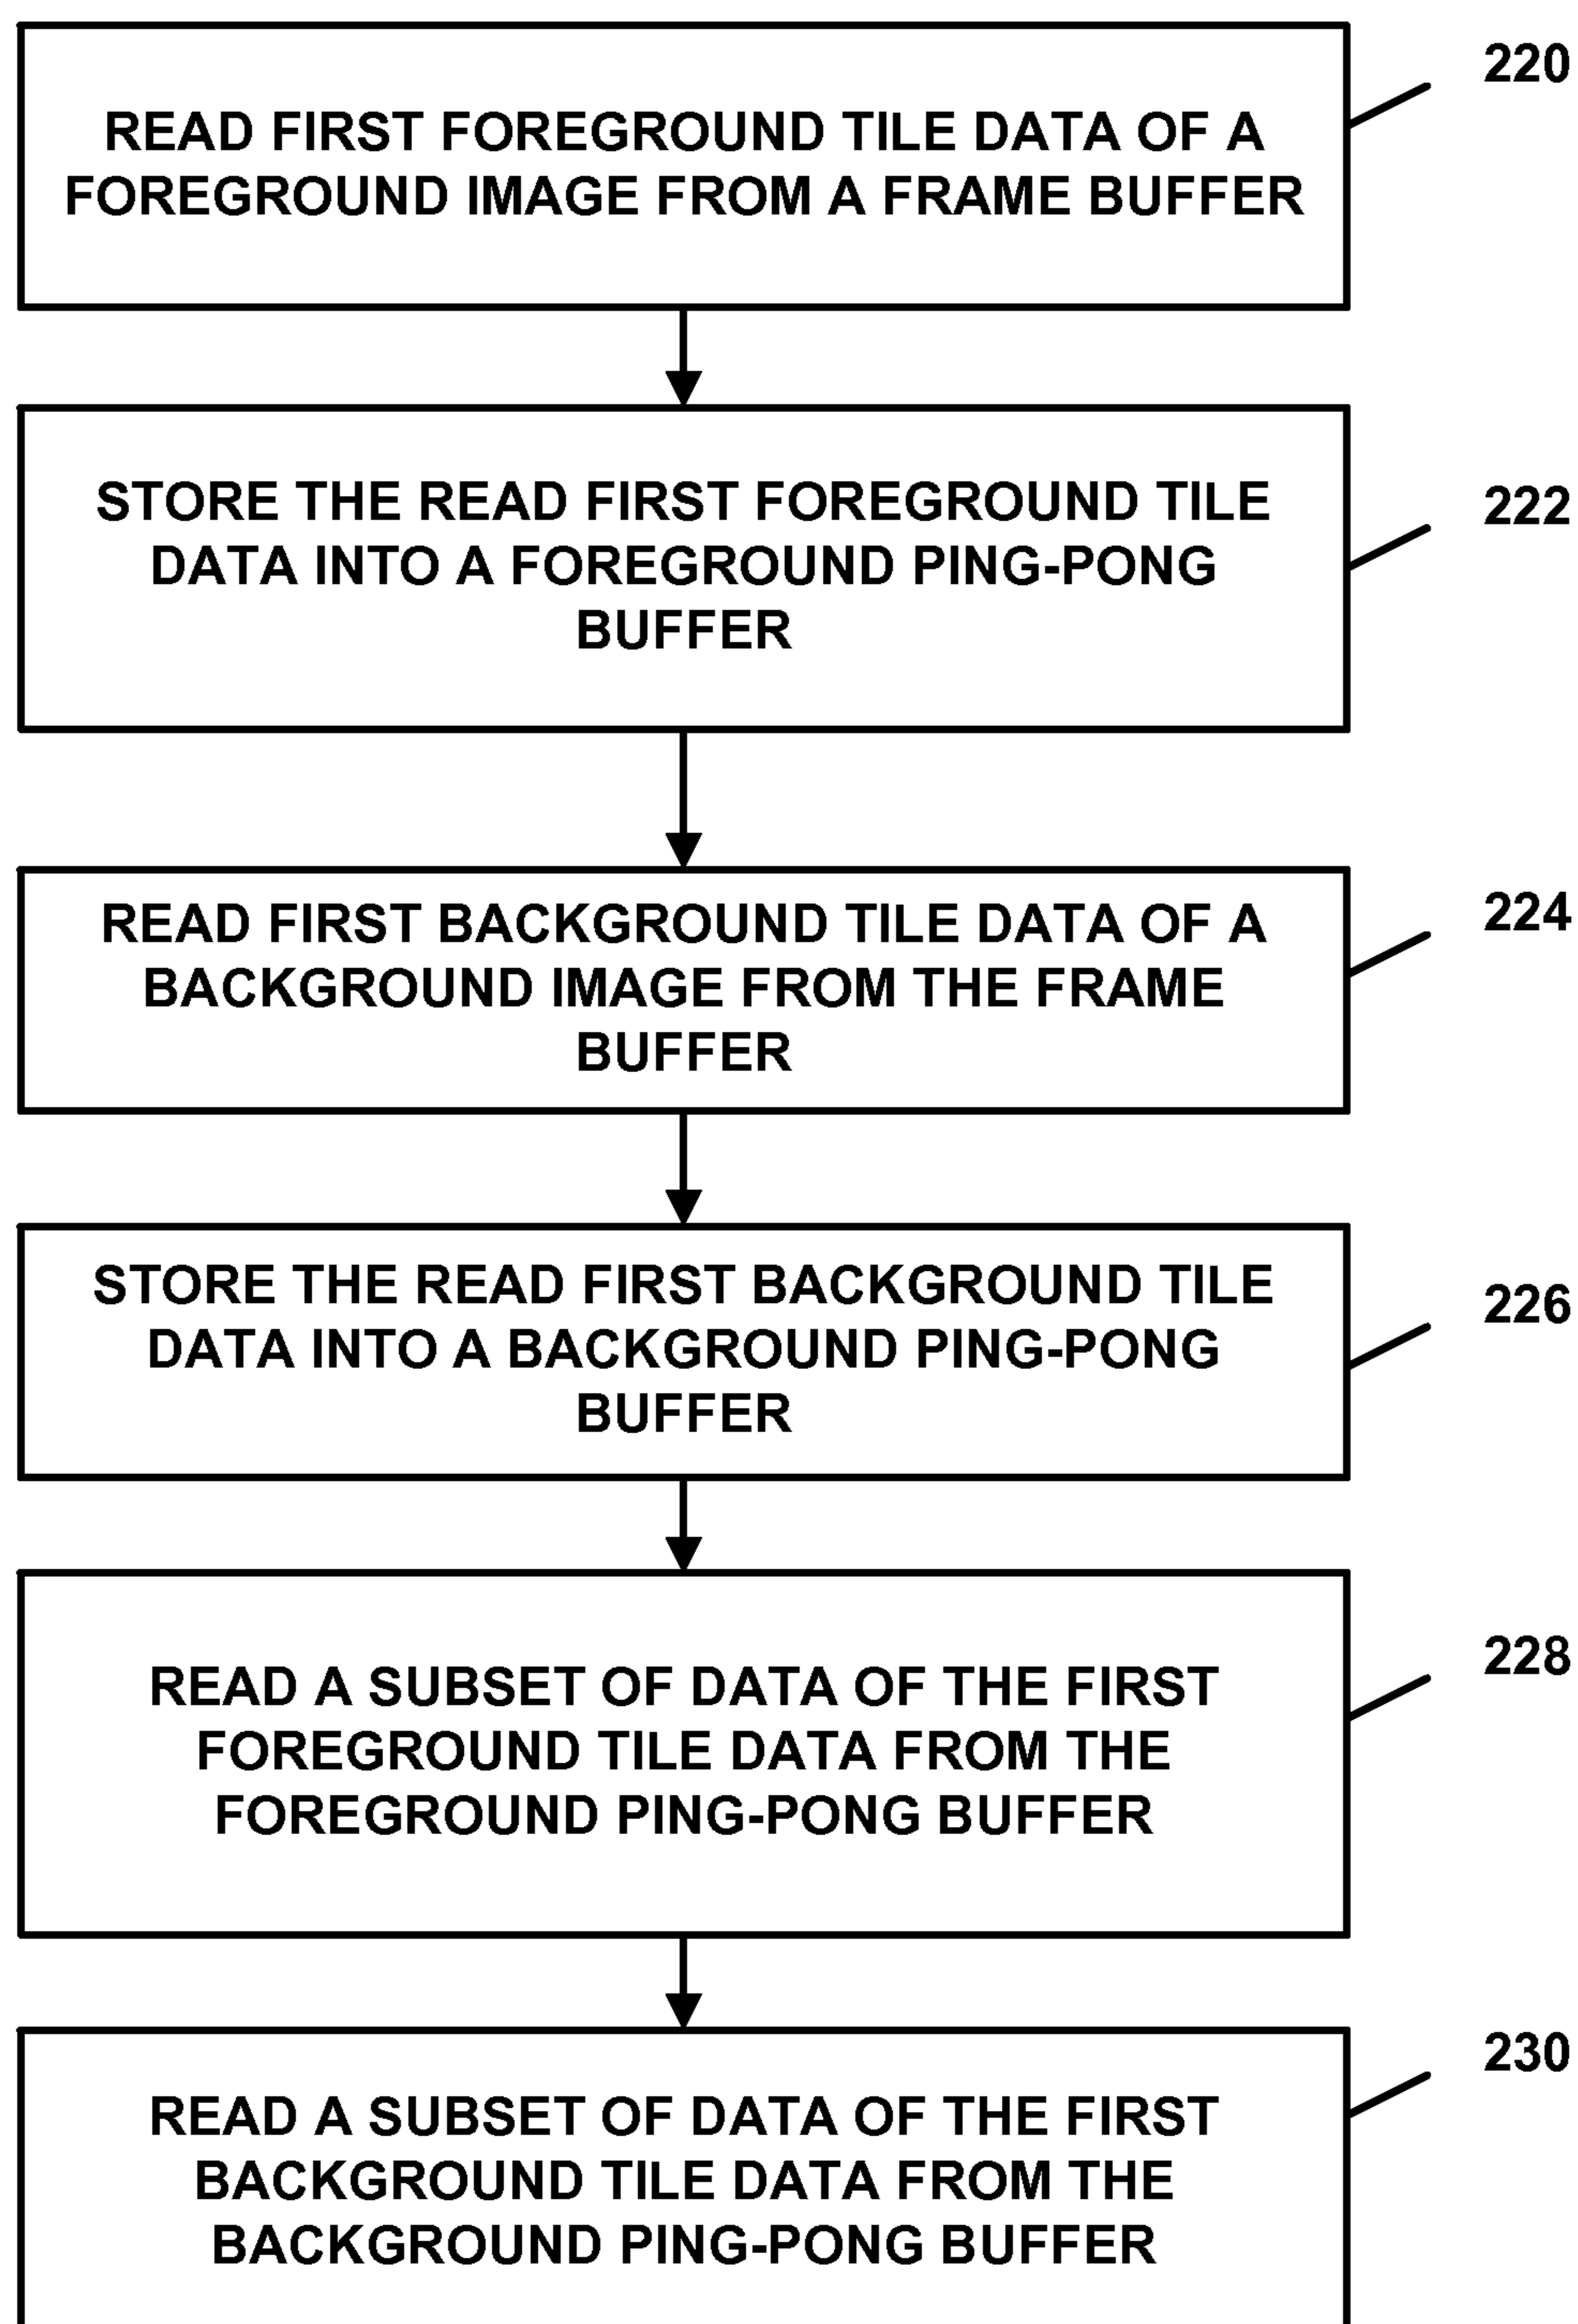 READ FIRST FOREGROUND TILE DATA OF A
FOREGROUND IMAGE FROM A FRAME BUFFER
220
STORE THE READ FIRST FOREGROUND TILE
DATA INTO A FOREGROUND PING-PONG
BUFFER
222
READ FIRST BACKGROUND TILE DATA OF A
BACKGROUND IMAGE FROM THE FRAME
BUFFER
224
STORE THE READ FIRST BACKGROUND TILE
DATA INTO A BACKGROUND PING-PONG
BUFFER
226
READ A SUBSET OF DATA OF THE FIRST
FOREGROUND TILE DATA FROM THE
FOREGROUND PING-PONG BUFFER
228
READ A SUBSET OF DATA OF THE FIRST
BACKGROUND TILE DATA FROM THE
BACKGROUND PING-PONG BUFFER
230